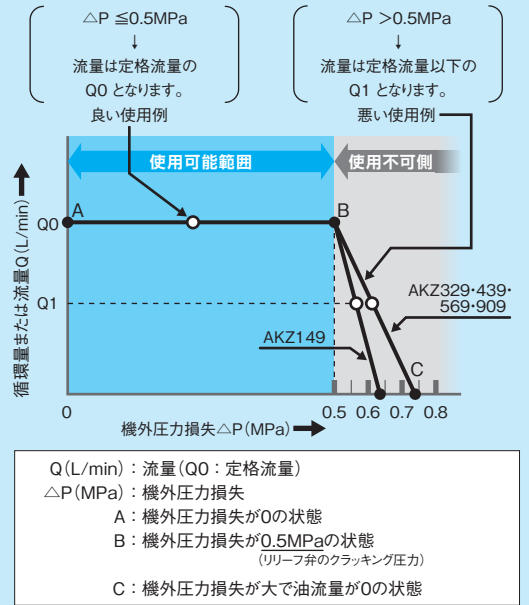 △P ≦0.5MPa
↓
流量は定格流量の
Q0 となります。
良い使用例
△P >0.5MPa
↓
流量は定格流量以下の
Q1 となります。
悪い使用例
使用可能範囲
使用不可側
循環量または流量Q(L/min)
Q0
A
B
Q1
AKZ329・439・
569・909
AKZ149
C
0
0.5 0.6 0.7 0.8
機外圧力損失△P(MPa)
Q(L/min):流量(Q0:定格流量)
△P(MPa):機外圧力損失
A:機外圧力損失が0の状態
B:機外圧力損失が0.5MPaの状態
(リリーフ弁のクラッキング圧力)
C:機外圧力損失が大で油流量が0の状態